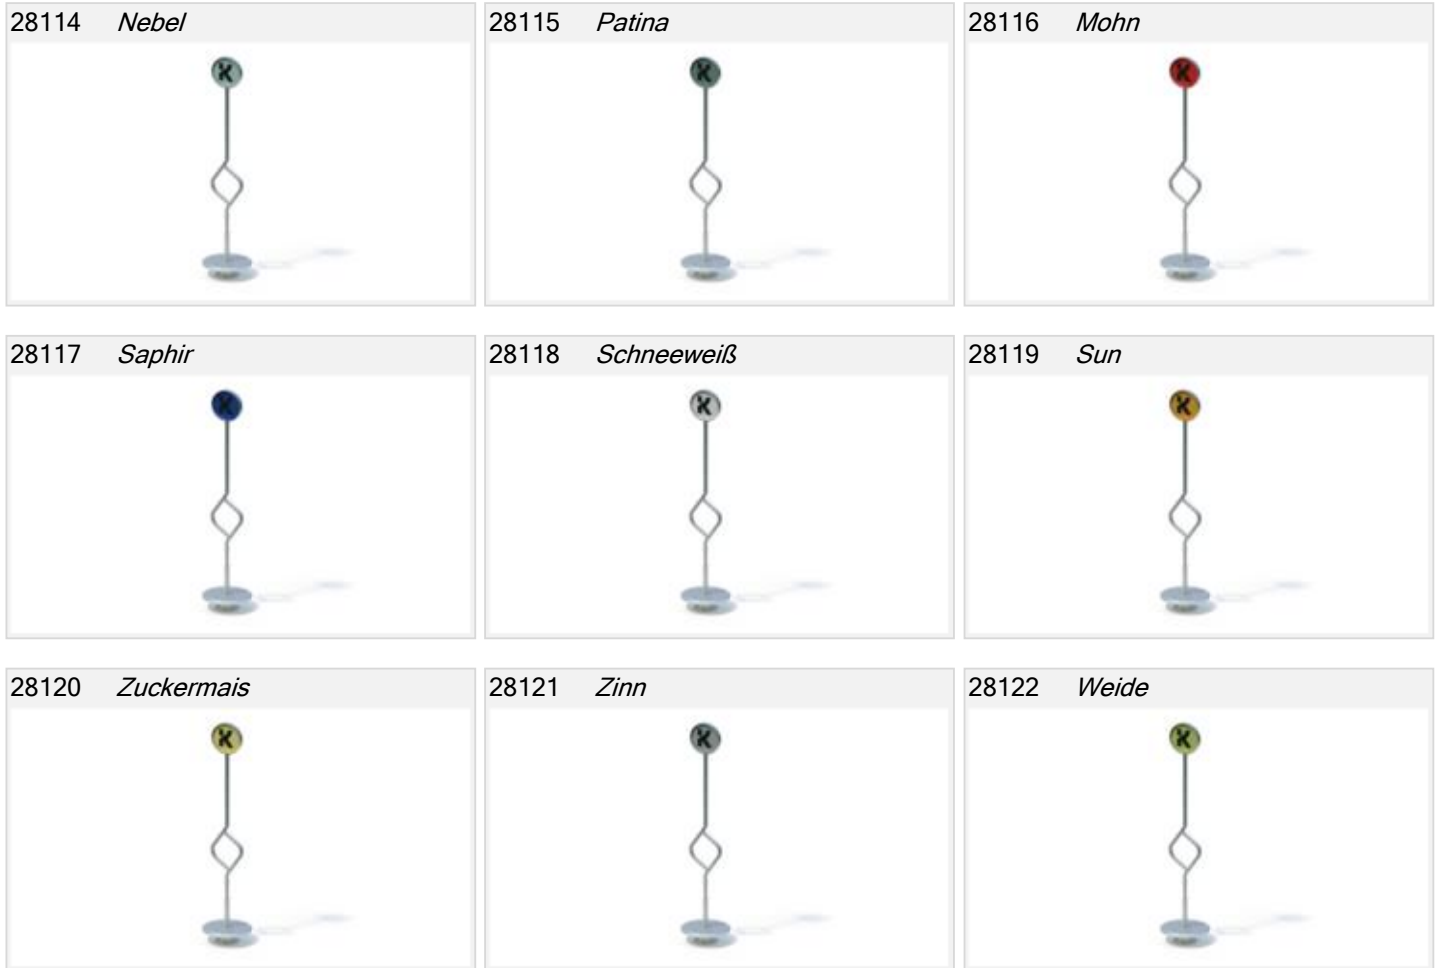 28114 Nebel
28115 Patina
28116 Mohn
K
K
K
28117 Saphir
28118 Schneeweiß
28119 Sun
K
K
K
28120 Zuckermais
28121 Zinn
28122 Weide
K
K
K